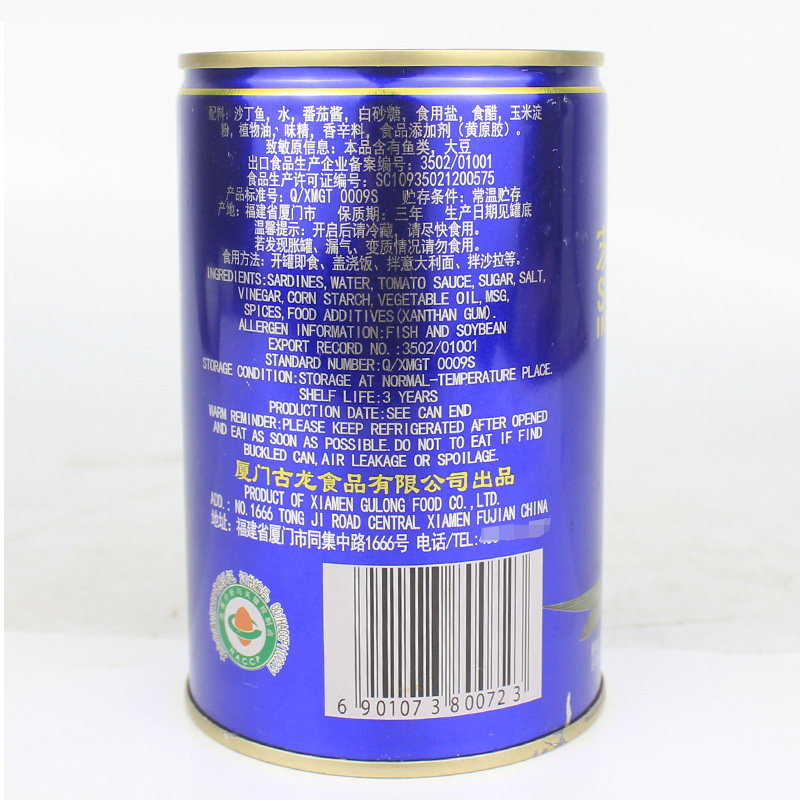 配料：沙丁鱼，水，番茄酱，白砂糖，食用盐，食醋，玉米淀
粉，植物油，味精，香辛料，食品添加剂（黄原胶）。
致敏原信息：本品含有鱼类，大豆
出口食品生产企业备案编号：3502/01001
食品生产许可证编号：SC10935021200575
产品标准号：Q/XMGT 0009S 贮存条件：常温贮存
产地：福建省厦门市 保质期：三年 生产日期见罐底
温馨提示：开启后请冷藏，请尽快食用。
若发现胀罐、漏气、变质情况请勿食用。
食用方法：开罐即食、盖浇饭、拌意大利面、拌沙拉等。
INGREDIENTS:SARDINES,WATER,TOMATO SAUCE,SUGAR,SALT,
VINEGAR,CORN STARCH,VEGETABLE OIL,MSG,
SPICES,FOOD ADDITIVES(XANTHAN GUM).
ALLERGEN INFORMATION:FISH AND SOYBEAN
EXPORT RECORD NO.:3502/01001
STANDARD NUMBER:Q/XMGT 0009S
STORAGE CONDITION:STORAGE AT NORMAL-TEMPERATURE PLACE.
SHELF LIFE:3 YEARS
PRODUCTION DATE:SEE CAN END
WARM REMINDER:PLEASE KEEP REFRIGERATED AFTER OPENED
AND EAT AS SOON AS POSSIBLE.DO NOT TO EAT IF FIND
BUCKLED CAN,AIR LEAKAGE OR SPOILAGE.
厦门古龙食品有限公司出品
PRODUCT OF XIAMEN GULONG FOOD CO.,LTD.
ADD.: NO.1666 TONG JI ROAD CENTRAL XIAMEN FUJIAN CHINA
地址：福建省厦门市同集中路1666号 电话/TEL:
HACCP
6 901073 800723